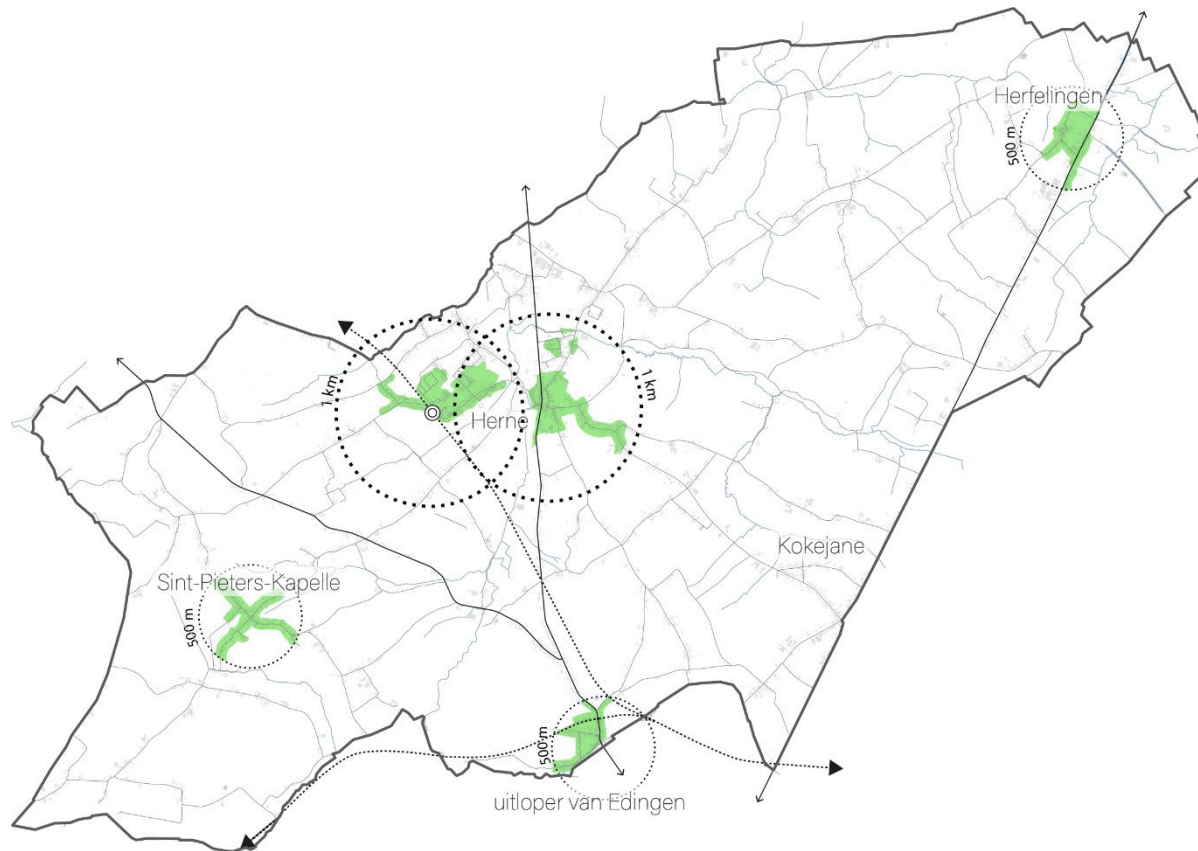 Herfelingen
500 m
1 km
1 km
Herne
Kokejane
Sint-Pieters-Kapelle
500 m
500 m
uitloper van Edingen